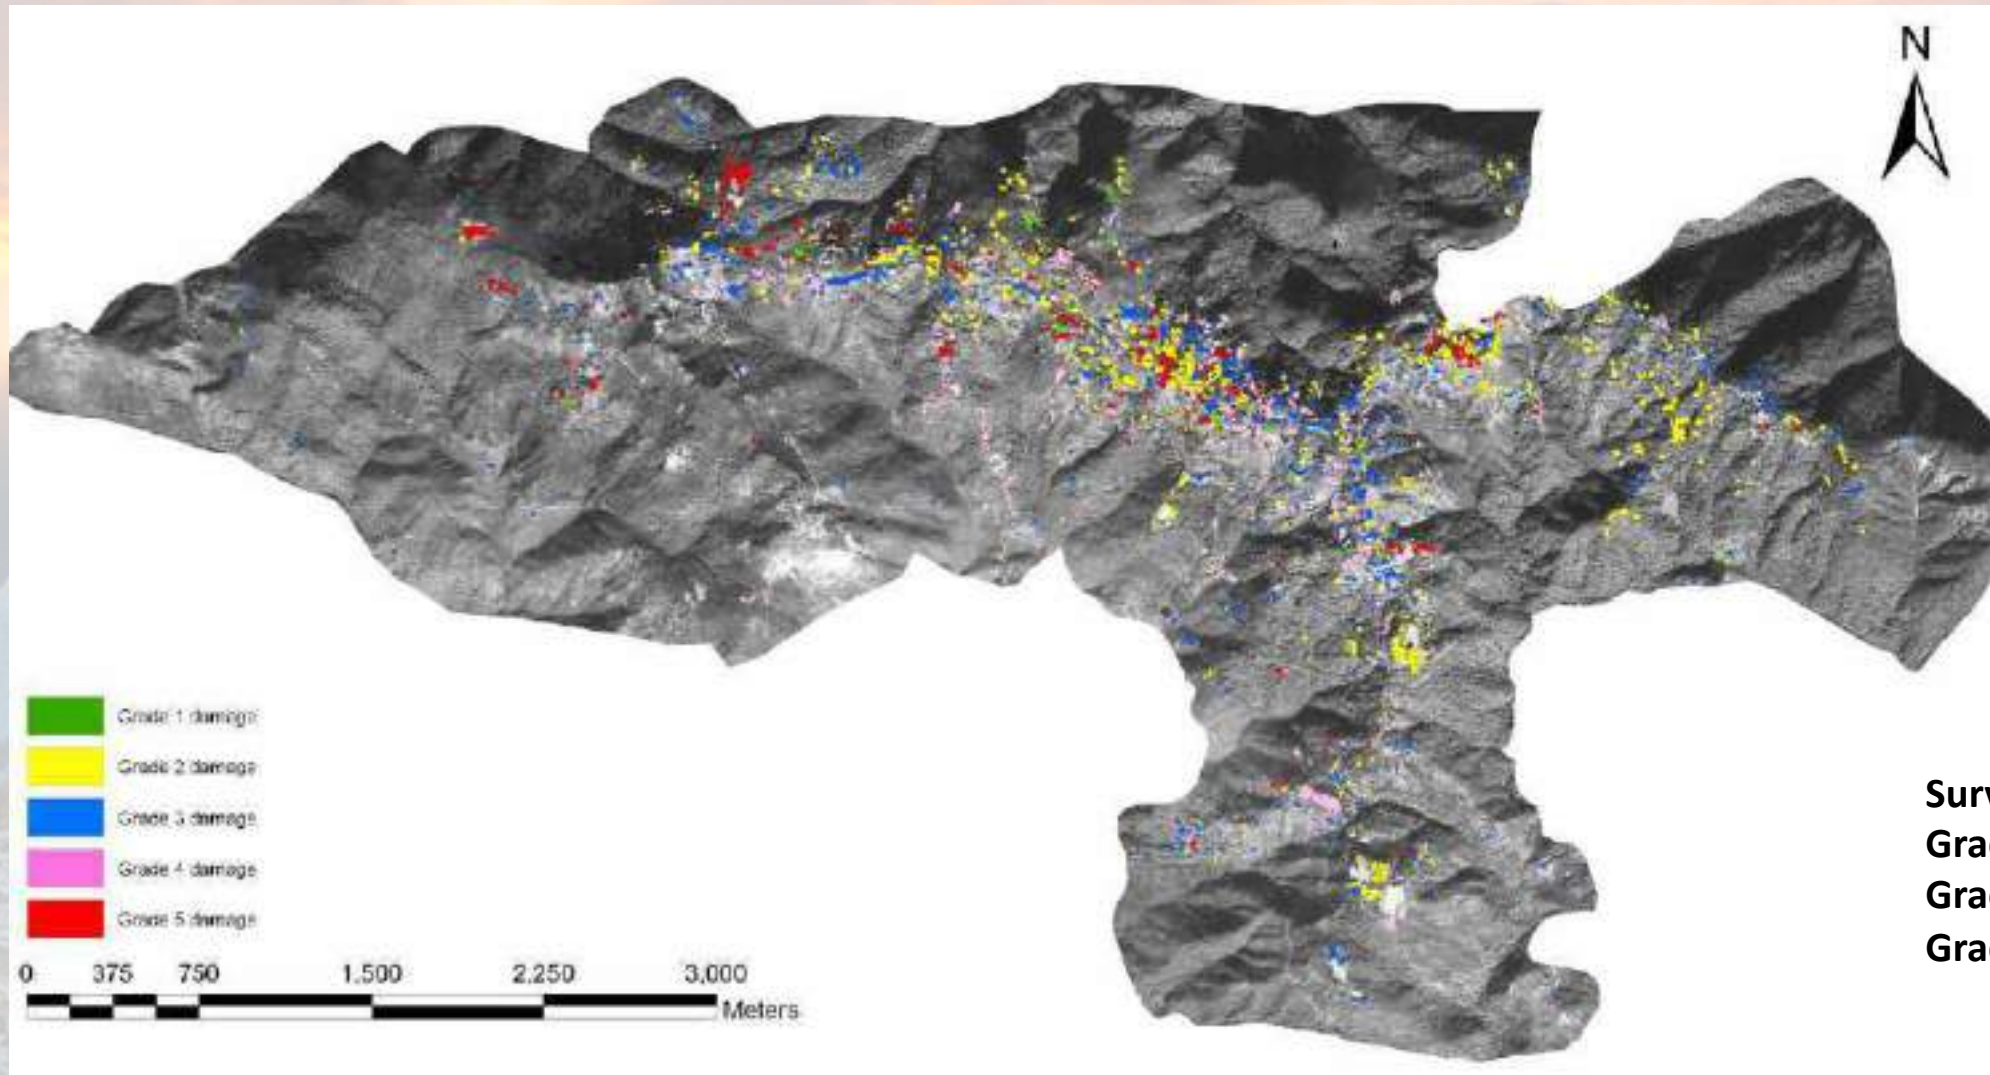 N
Grade 1 damage
Grade 2 damage
Grade 3 damage
Grade 4 damage
Grade 5 damage
0 375 750 1,500 2,250 3,000
Meters
Surv
Grad
Grad
Grad